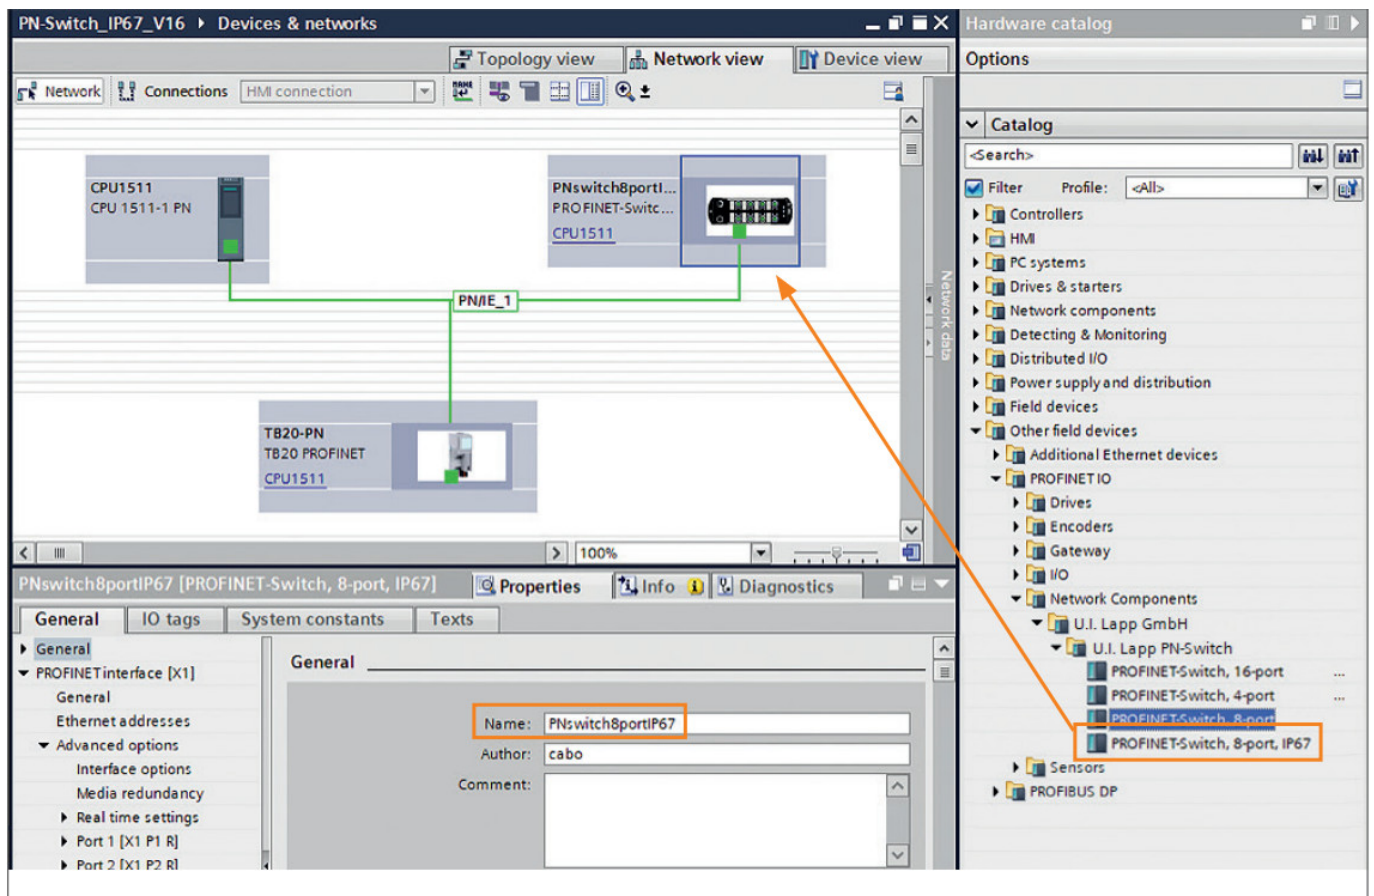 PN-Switch_IP67_V16 ▸ Devices & networks
Topology view
Network view
Device view
Network
Connections
HMI connection
CPU1511
CPU 1511-1 PN
PNswitch8portI...
PROFINET-Switc...
CPU1511
PN/IE_1
TB20-PN
TB20 PROFINET
CPU1511
100%
Network data
PNswitch8portIP67 [PROFINET-Switch, 8-port, IP67]
Properties
Info
Diagnostics
General
IO tags
System constants
Texts
General
PROFINET interface [X1]
General
Ethernet addresses
Advanced options
Interface options
Media redundancy
Real time settings
Port 1 [X1 P1 R]
Port 2 [X1 P2 R]
General
Name: PNswitch8portIP67
Author: cabo
Comment:
Hardware catalog
Options
Catalog
<Search>
Filter Profile: <All>
Controllers
HMI
PC systems
Drives & starters
Network components
Detecting & Monitoring
Distributed I/O
Power supply and distribution
Field devices
Other field devices
Additional Ethernet devices
PROFINET IO
Drives
Encoders
Gateway
I/O
Network Components
U.I. Lapp GmbH
U.I. Lapp PN-Switch
PROFINET-Switch, 16-port ...
PROFINET-Switch, 4-port ...
PROFINET-Switch, 8-port
PROFINET-Switch, 8-port, IP67
Sensors
PROFIBUS DP